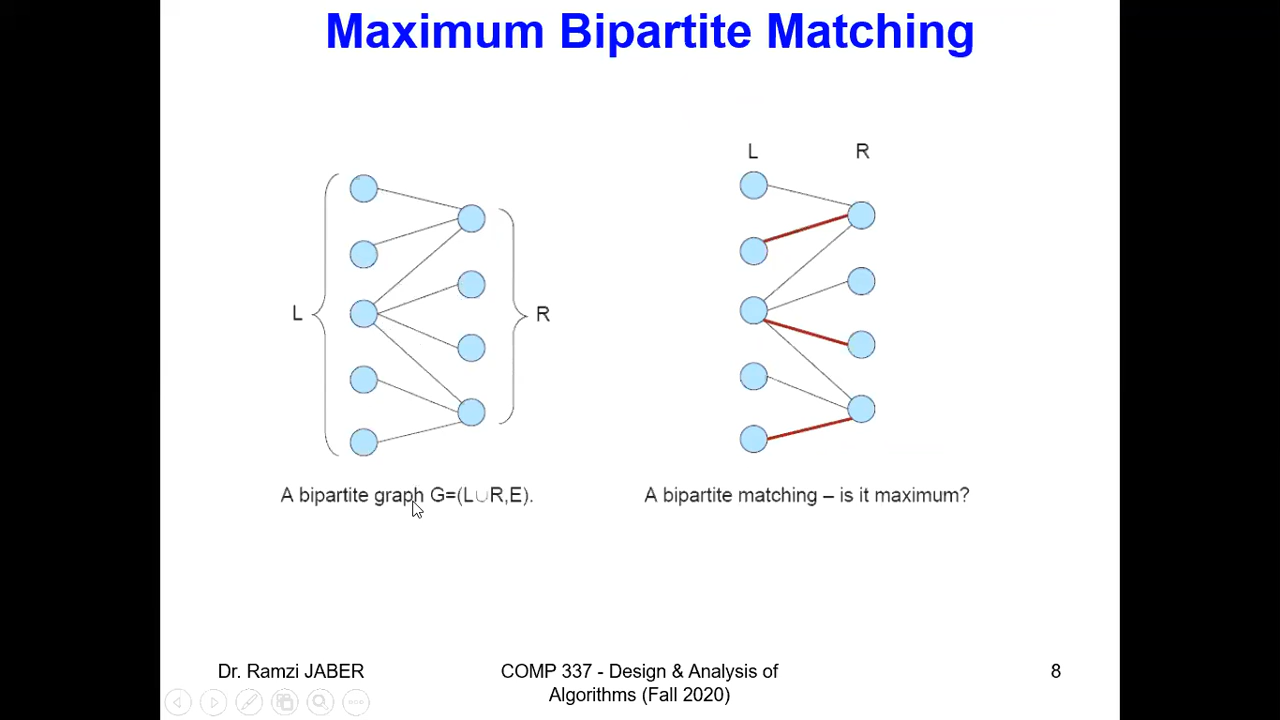 Maximum Bipartite Matching
L
R
L
R
A bipartite graph G=(L∪R,E).
A bipartite matching – is it maximum?
Dr. Ramzi JABER
COMP 337 - Design & Analysis of
Algorithms (Fall 2020)
8